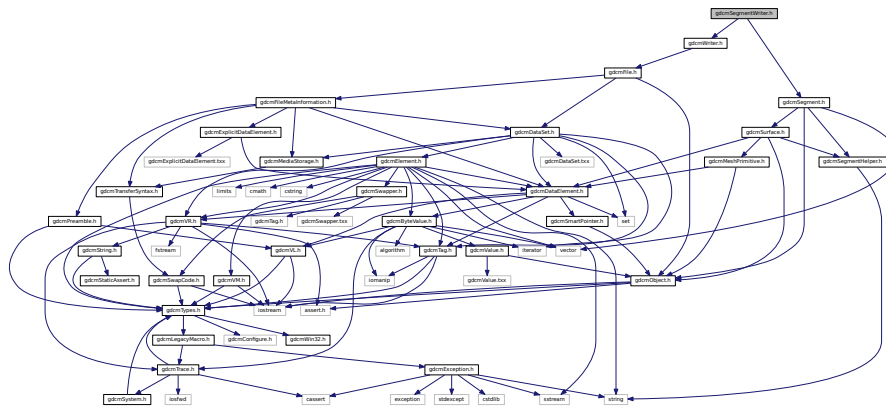 gdcmSegmentWriter.h
gdcmWriter.h
gdcmFile.h
gdcmFileMetaInformation.h
gdcmSegment.h
gdcmExplicitDataElement.h
gdcmDataSet.h
gdcmSurface.h
gdcmExplicitDataElement.txx
gdcmMediaStorage.h
gdcmElement.h
gdcmDataSet.txx
gdcmMeshPrimitive.h
gdcmSegmentHelper.h
gdcmTransferSyntax.h
limits
cmath
cstring
gdcmSwapper.h
gdcmDataElement.h
gdcmPreamble.h
gdcmVR.h
gdcmTag.h
gdcmSwapper.txx
gdcmByteValue.h
gdcmSmartPointer.h
set
gdcmString.h
fstream
gdcmVL.h
algorithm
gdcmTag.h
gdcmValue.h
iterator
vector
gdcmStaticAssert.h
gdcmSwapCode.h
gdcmVM.h
iomanip
gdcmValue.txx
gdcmObject.h
gdcmTypes.h
iostream
assert.h
gdcmLegacyMacro.h
gdcmConfigure.h
gdcmWin32.h
gdcmTrace.h
gdcmException.h
gdcmSystem.h
iosfwd
cassert
exception
stdexcept
cstdlib
sstream
string